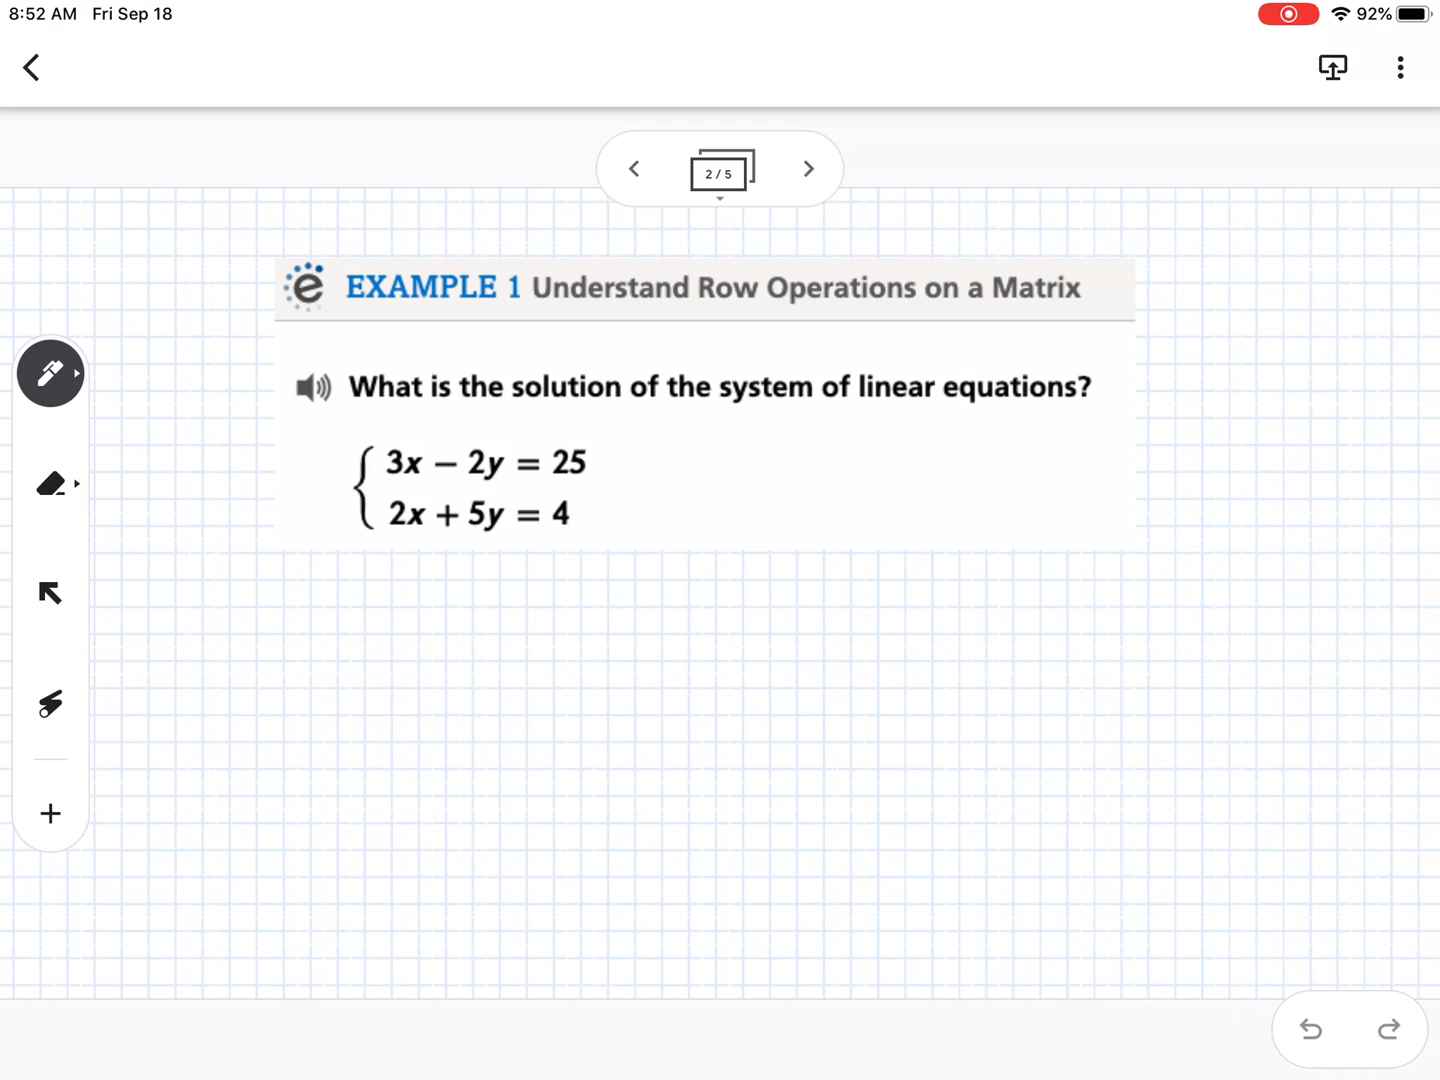 8:52 AM Fri Sep 18
92%
2 / 5
e EXAMPLE 1 Understand Row Operations on a Matrix
What is the solution of the system of linear equations?
3x − 2y = 25
2x + 5y = 4